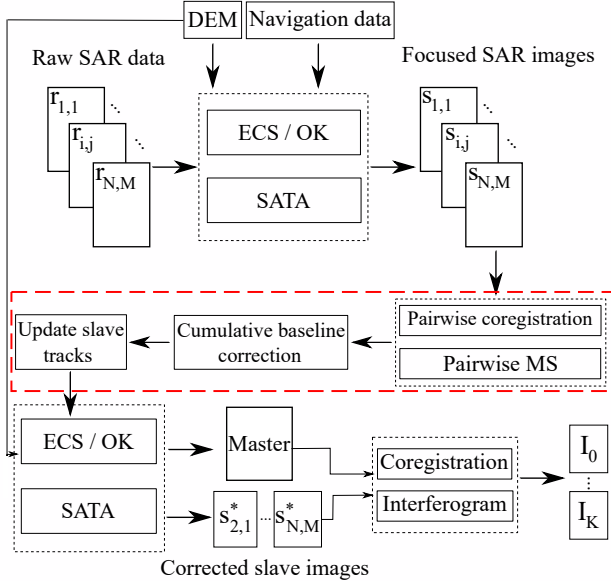 DEM
Navigation data
Raw SAR data
Focused SAR images
r1,1
ri,j
rN,M
ECS / OK
SATA
s1,1
si,j
sN,M
Pairwise coregistration
Pairwise MS
Cumulative baseline
correction
Update slave
tracks
ECS / OK
SATA
Master
s*2,1 ... s*N,M
Corrected slave images
Coregistration
Interferogram
I0
IK